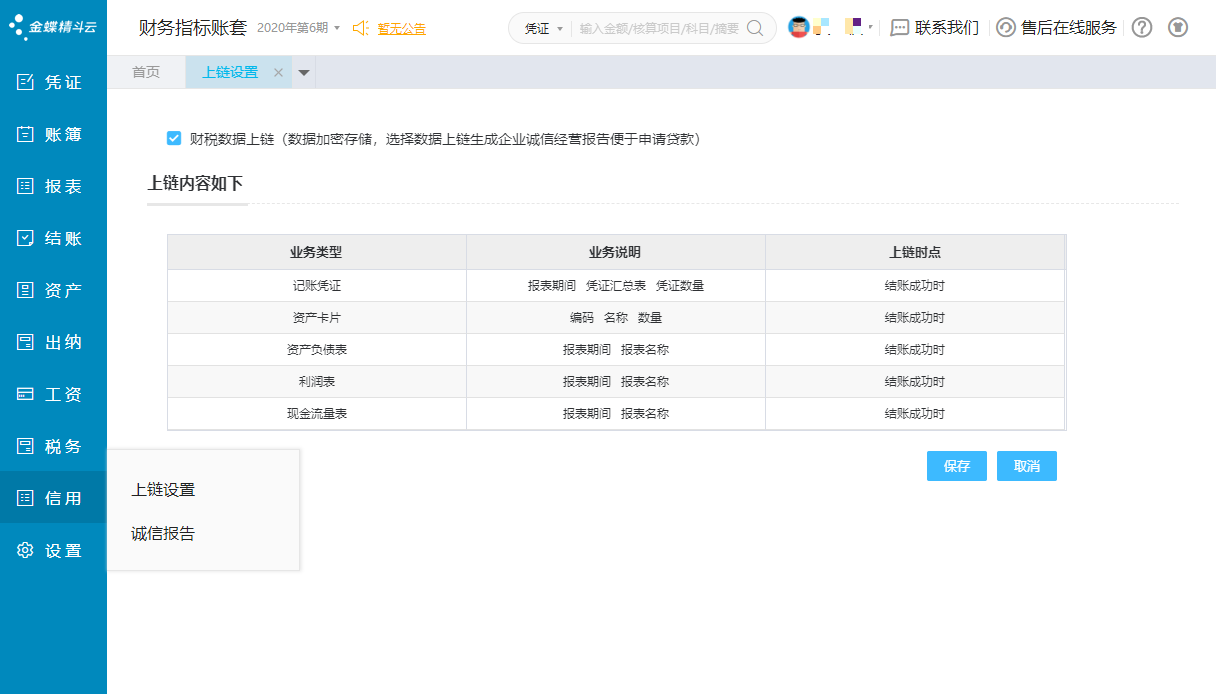 金蝶精斗云
财务指标账套 2020年第6期 暂无公告 凭证 输入金额/核算项目/科目/摘要 联系我们 售后在线服务
首页 上链设置
凭证
账簿
报表
结账
资产
出纳
工资
税务
信用
设置
上链设置
诚信报告
财税数据上链（数据加密存储，选择数据上链生成企业诚信经营报告便于申请贷款）
上链内容如下
业务类型 业务说明 上链时点
记账凭证 报表期间 凭证汇总表 凭证数量 结账成功时
资产卡片 编码 名称 数量 结账成功时
资产负债表 报表期间 报表名称 结账成功时
利润表 报表期间 报表名称 结账成功时
现金流量表 报表期间 报表名称 结账成功时
保存 取消